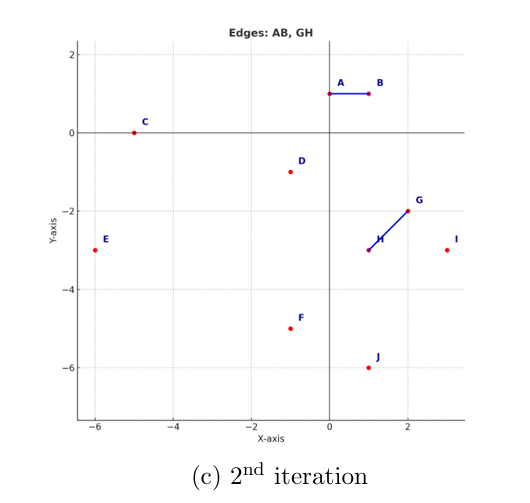 Edges: AB, GH
2
A
B
C
0
D
−2
G
H
E
I
Y-axis
−4
F
J
−6
−6
−4
−2
0
2
X-axis
(c) 2nd iteration